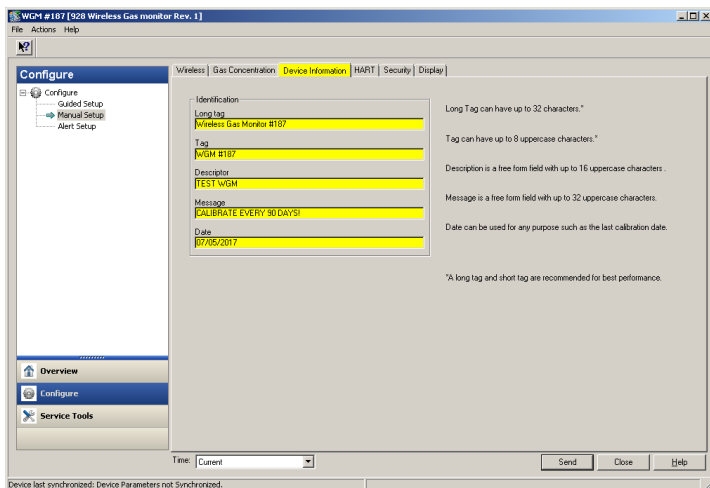 WGM #187 [928 Wireless Gas monitor Rev. 1]
File Actions Help
Configure
Configure
Guided Setup
Manual Setup
Alert Setup
Overview
Configure
Service Tools
Wireless Gas Concentration Device Information HART Security Display
Identification
Long tag
Wireless Gas Monitor #187
Tag
WGM #187
Descriptor
TEST WGM
Message
CALIBRATE EVERY 90 DAYS!
Date
07/05/2017
Long Tag can have up to 32 characters.*
Tag can have up to 8 uppercase characters.*
Description is a free form field with up to 16 uppercase characters .
Message is a free form field with up to 32 uppercase characters.
Date can be used for any purpose such as the last calibration date.
*A long tag and short tag are recommended for best performance.
Time: Current
Send Close Help
Device last synchronized: Device Parameters not Synchronized.